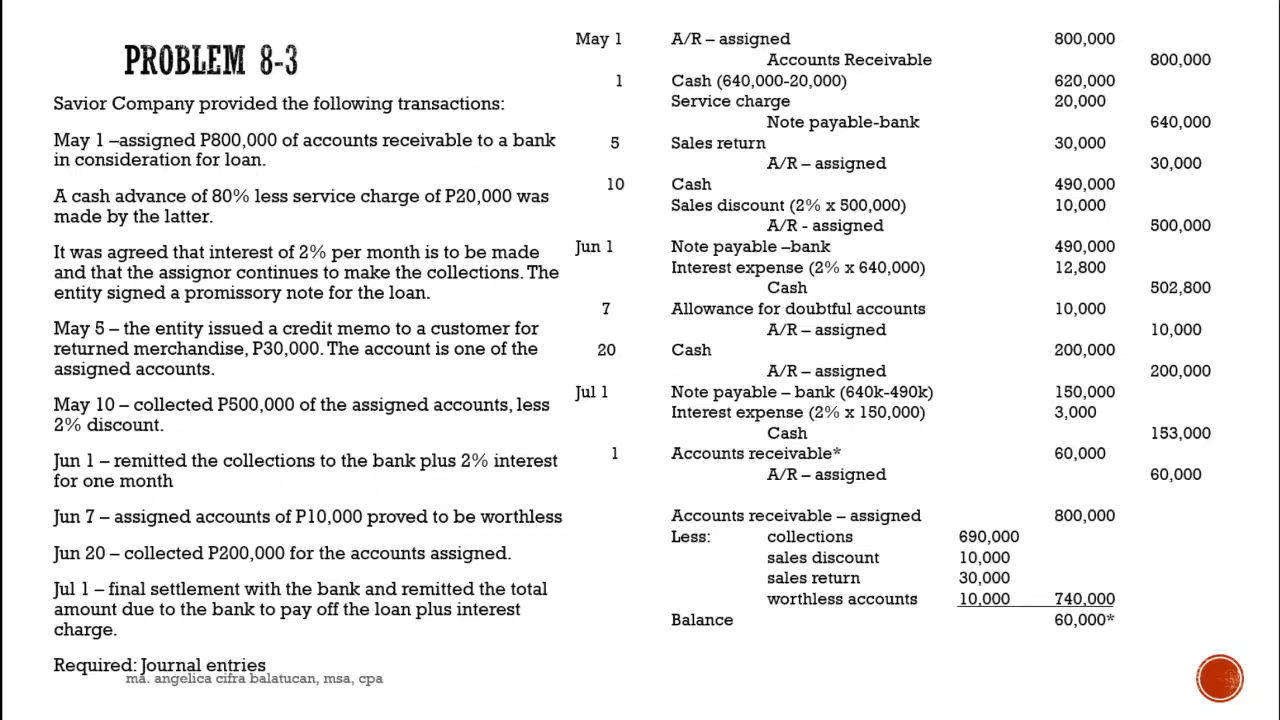 PROBLEM 8-3
Savior Company provided the following transactions:
May 1 –assigned P800,000 of accounts receivable to a bank
in consideration for loan.
A cash advance of 80% less service charge of P20,000 was
made by the latter.
It was agreed that interest of 2% per month is to be made
and that the assignor continues to make the collections. The
entity signed a promissory note for the loan.
May 5 – the entity issued a credit memo to a customer for
returned merchandise, P30,000. The account is one of the
assigned accounts.
May 10 – collected P500,000 of the assigned accounts, less
2% discount.
Jun 1 – remitted the collections to the bank plus 2% interest
for one month
Jun 7 – assigned accounts of P10,000 proved to be worthless
Jun 20 – collected P200,000 for the accounts assigned.
Jul 1 – final settlement with the bank and remitted the total
amount due to the bank to pay off the loan plus interest
charge.
Required: Journal entries
ma. angelica cifra balatucan, msa, cpa
May 1 A/R – assigned 800,000
Accounts Receivable 800,000
1 Cash (640,000-20,000) 620,000
Service charge 20,000
Note payable-bank 640,000
5 Sales return 30,000
A/R – assigned 30,000
10 Cash 490,000
Sales discount (2% x 500,000) 10,000
A/R - assigned 500,000
Jun 1 Note payable –bank 490,000
Interest expense (2% x 640,000) 12,800
Cash 502,800
7 Allowance for doubtful accounts 10,000
A/R – assigned 10,000
20 Cash 200,000
A/R – assigned 200,000
Jul 1 Note payable – bank (640k-490k) 150,000
Interest expense (2% x 150,000) 3,000
Cash 153,000
1 Accounts receivable* 60,000
A/R – assigned 60,000
Accounts receivable – assigned 800,000
Less: collections 690,000
sales discount 10,000
sales return 30,000
worthless accounts 10,000 740,000
Balance 60,000*